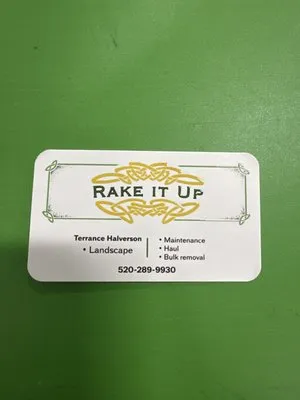 RAKE IT UP
Terrance Halverson
• Landscape
• Maintenance
• Haul
• Bulk removal
520-289-9930